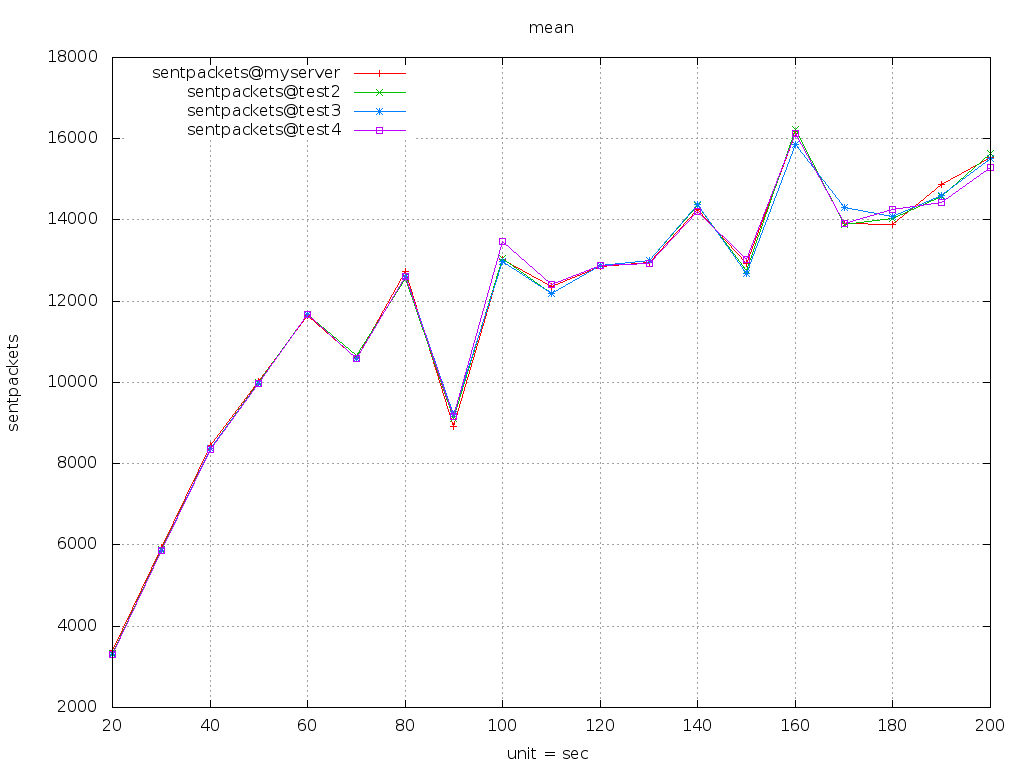 mean
18000
sentpackets@myserver
sentpackets@test2
sentpackets@test3
sentpackets@test4
16000
14000
12000
10000
8000
6000
4000
2000
sentpackets
20 40 60 80 100 120 140 160 180 200
unit = sec